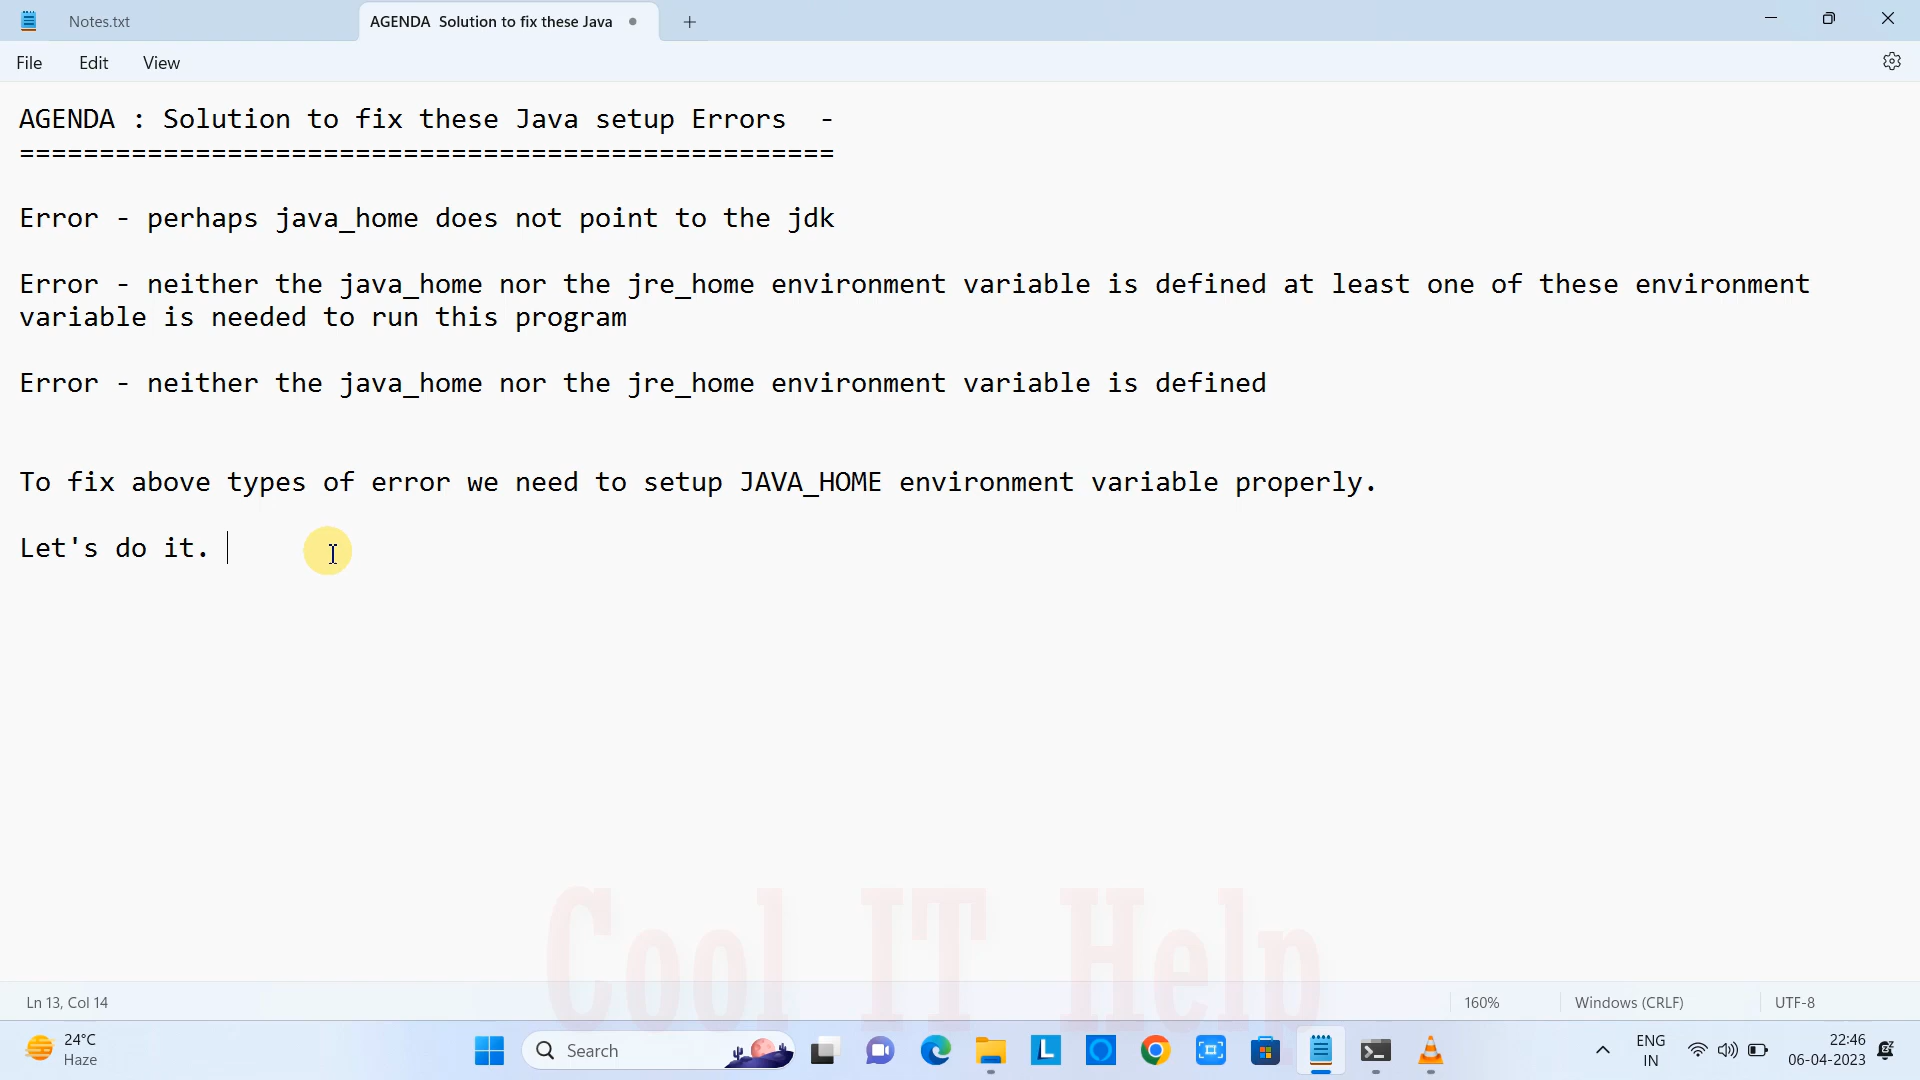 Notes.txt
AGENDA Solution to fix these Java
File Edit View
AGENDA : Solution to fix these Java setup Errors -
===================================================
Error - perhaps java_home does not point to the jdk
Error - neither the java_home nor the jre_home environment variable is defined at least one of these environment
variable is needed to run this program
Error - neither the java_home nor the jre_home environment variable is defined
To fix above types of error we need to setup JAVA_HOME environment variable properly.
Let's do it.
Cool IT Help
Ln 13, Col 14
160%
Windows (CRLF)
UTF-8
24°C
Haze
Search
ENG
IN
22:46
06-04-2023